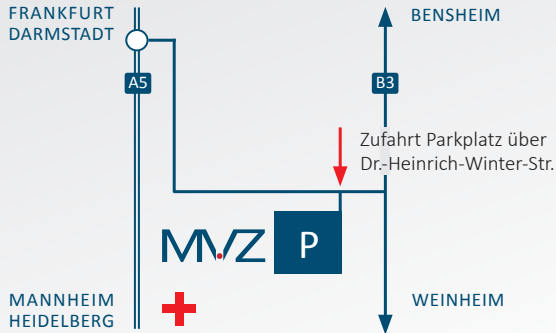 FRANKFURT
DARMSTADT
BENSHEIM
A5
B3
Zufahrt Parkplatz über
Dr.-Heinrich-Winter-Str.
MVZ
P
MANNHEIM
HEIDELBERG
WEINHEIM